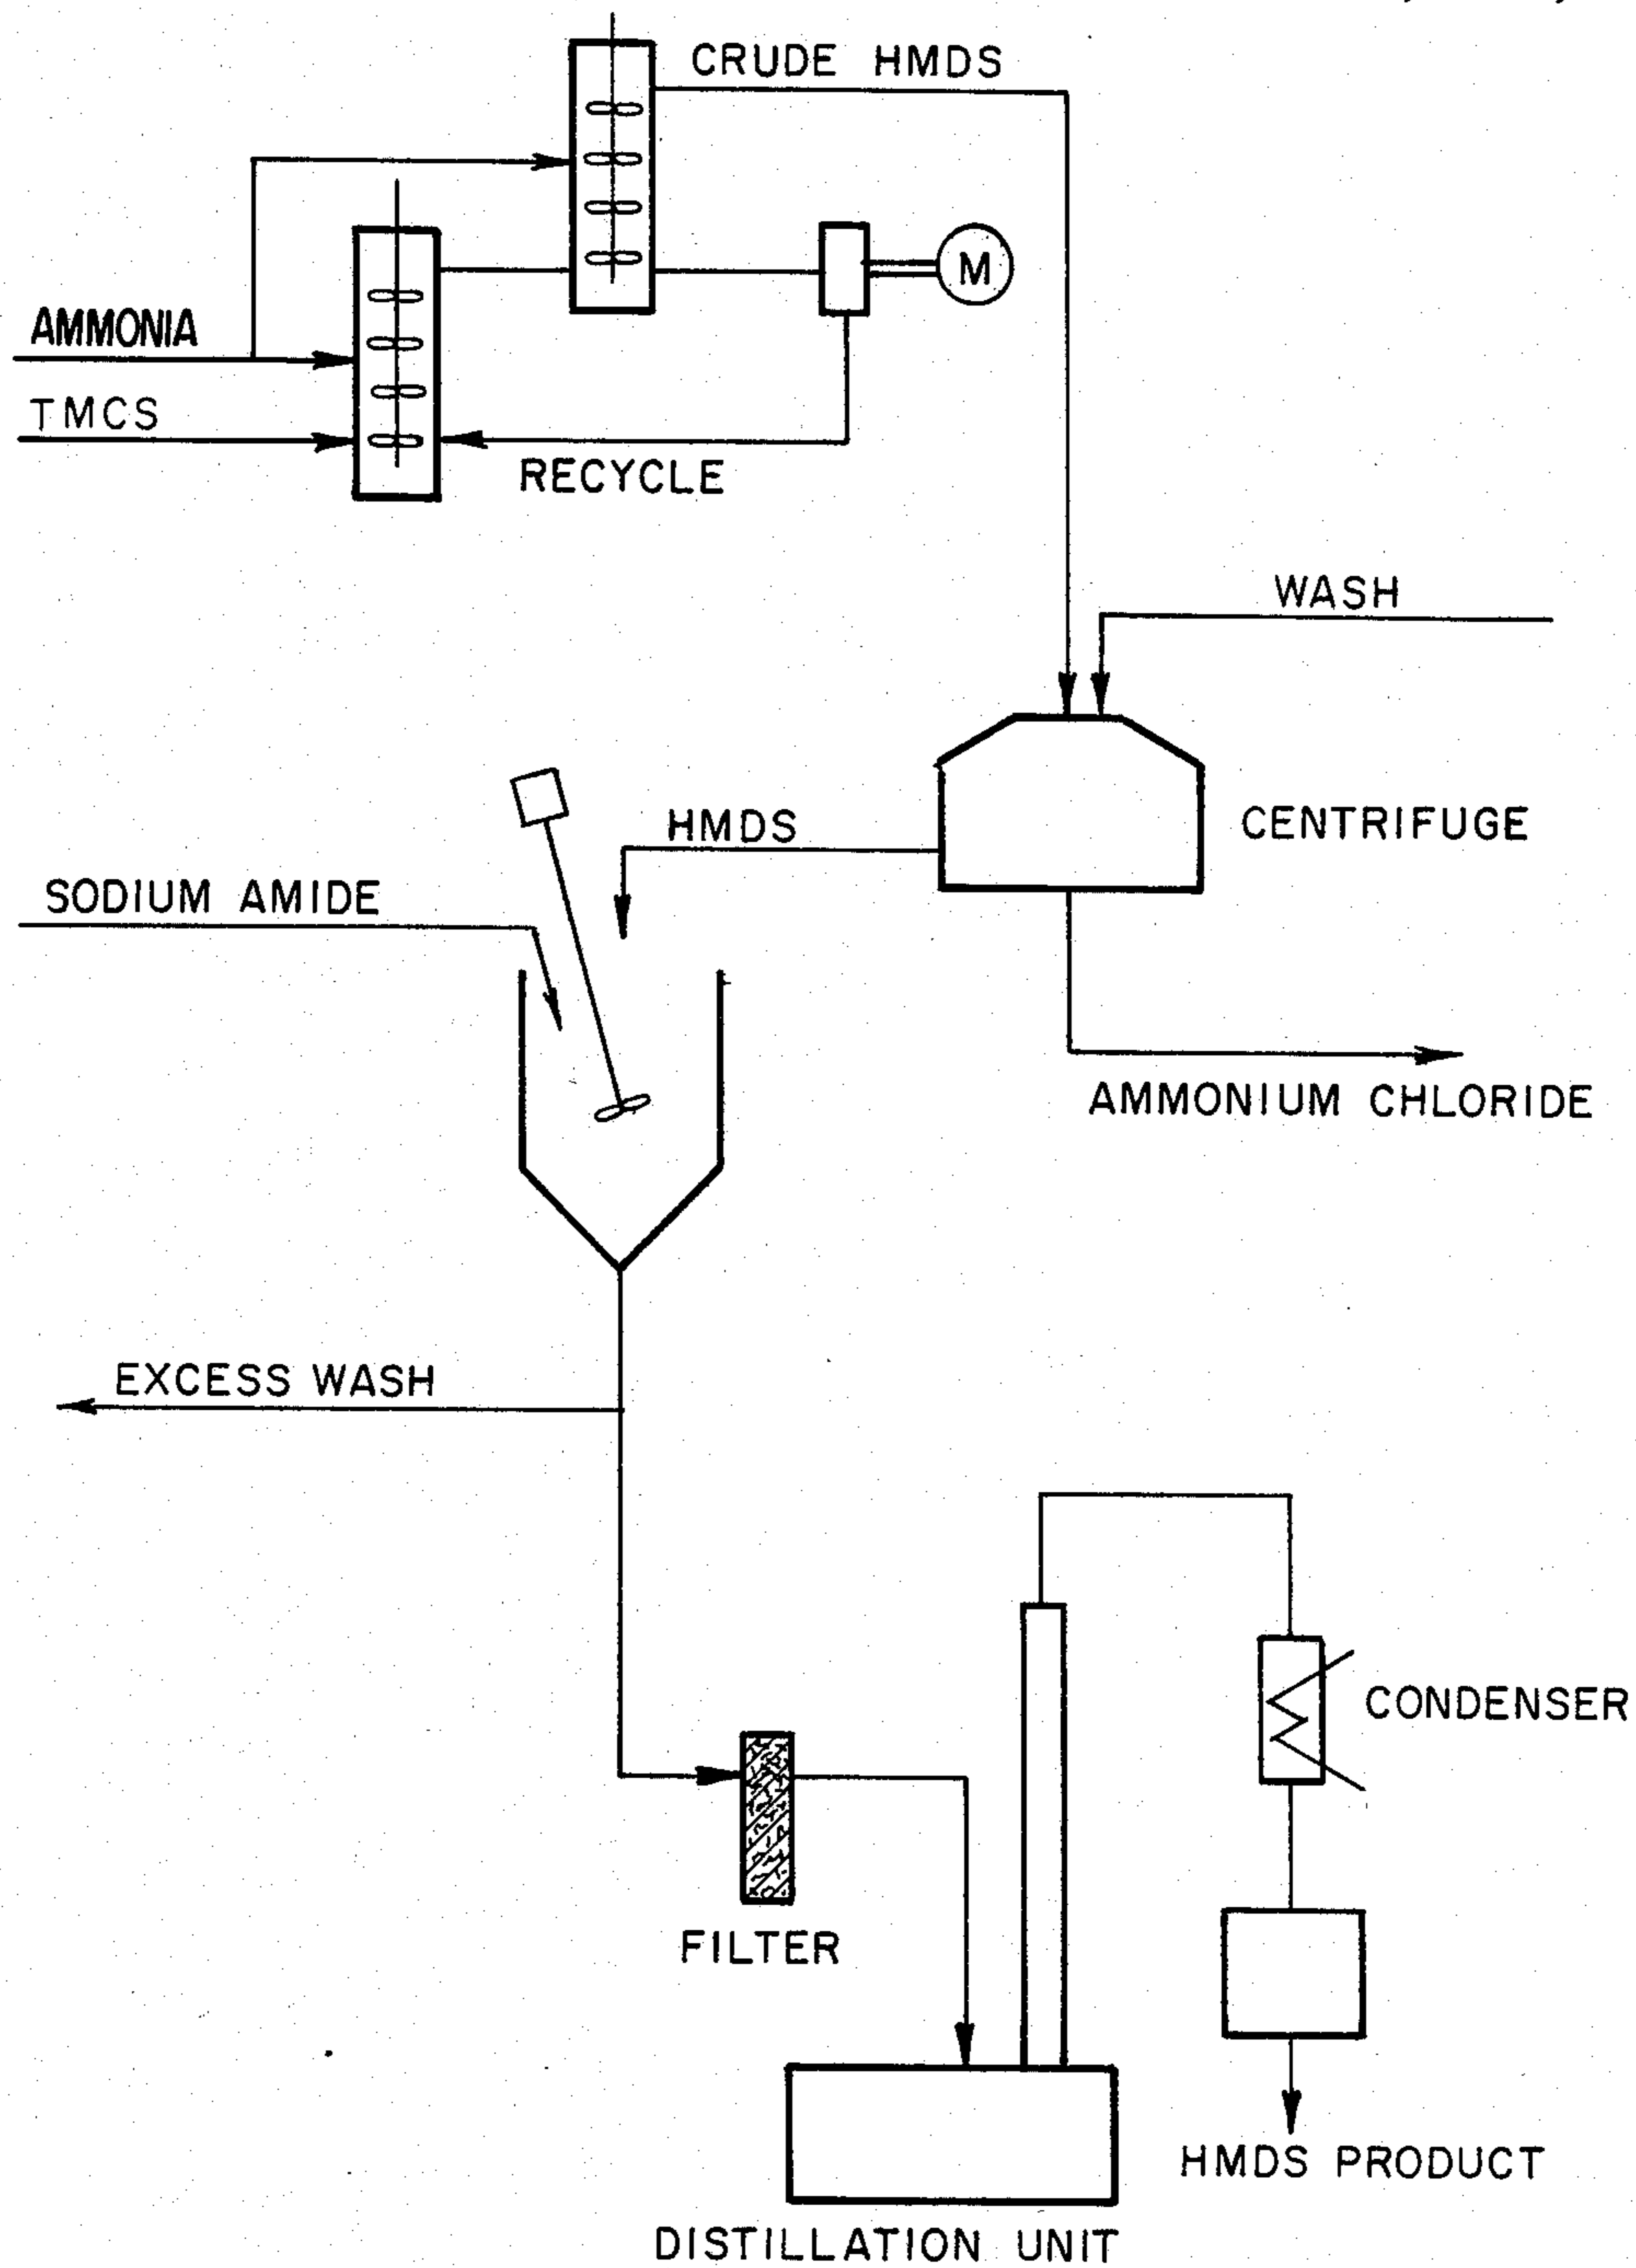 CRUDE HMDS
M
AMMONIA
TMCS
RECYCLE
WASH
HMDS
CENTRIFUGE
SODIUM AMIDE
AMMONIUM CHLORIDE
EXCESS WASH
CONDENSER
FILTER
HMDS PRODUCT
DISTILLATION UNIT